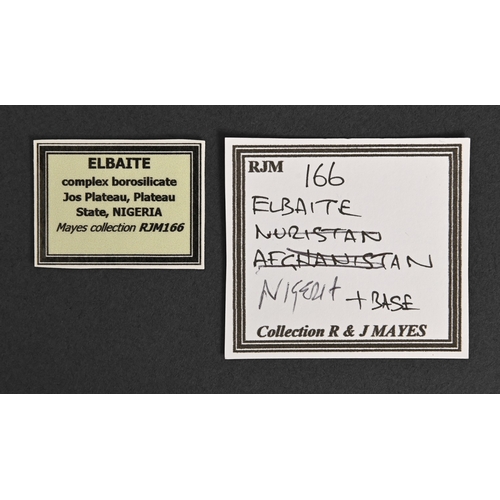 ELBAITE
complex borosilicate
Jos Plateau, Plateau
State, NIGERIA
Mayes collection RJM166
RJM 166
ELBAITE
NURISTAN
AFGHANISTAN
NIGERIA + BASE
Collection R & J MAYES